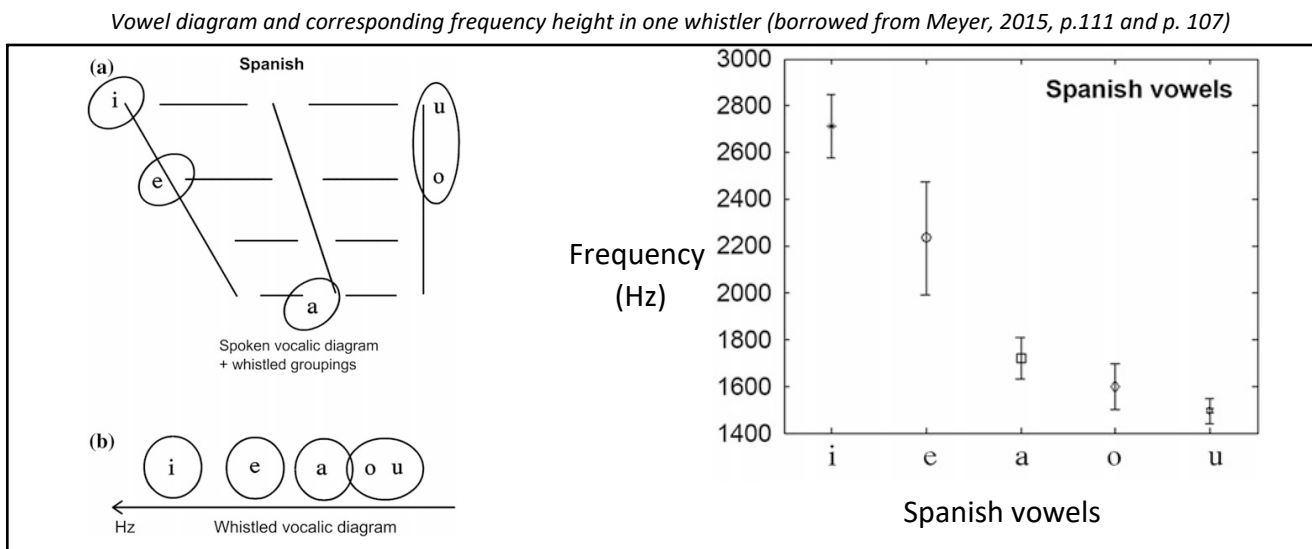 Vowel diagram and corresponding frequency height in one whistler (borrowed from Meyer, 2015, p.111 and p. 107)
(a)
Spanish
i
u
e
o
a
Spoken vocalic diagram
+ whistled groupings
(b)
i e a o u
Hz Whistled vocalic diagram
Spanish vowels
Frequency
(Hz)
3000
2800
2600
2400
2200
2000
1800
1600
1400
i e a o u
Spanish vowels